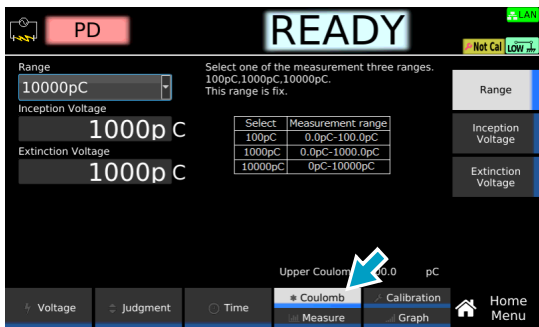 PD
READY
LAN
Not Cal
LOW
Range
10000pC
Select one of the measurement three ranges.
100pC,1000pC,10000pC.
This range is fix.
Inception Voltage
1000p C
Extinction Voltage
1000p C
Select Measurement range
100pC 0.0pC-100.0pC
1000pC 0.0pC-1000.0pC
10000pC 0pC-10000pC
Range
Inception
Voltage
Extinction
Voltage
Upper Coulom 00.0 pC
Voltage
Judgment
Time
Coulomb
Measure
Calibration
Graph
Home
Menu